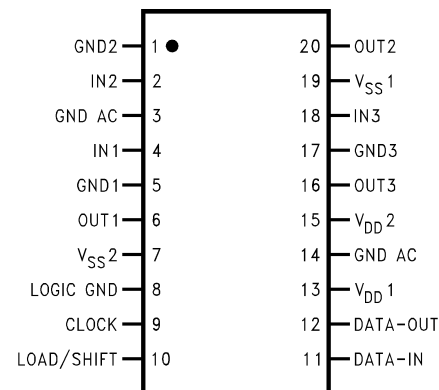 GND2 1 20 OUT2
IN2 2 19 VSS1
GND AC 3 18 IN3
IN1 4 17 GND3
GND1 5 16 OUT3
OUT1 6 15 VDD2
VSS2 7 14 GND AC
LOGIC GND 8 13 VDD1
CLOCK 9 12 DATA-OUT
LOAD/SHIFT 10 11 DATA-IN